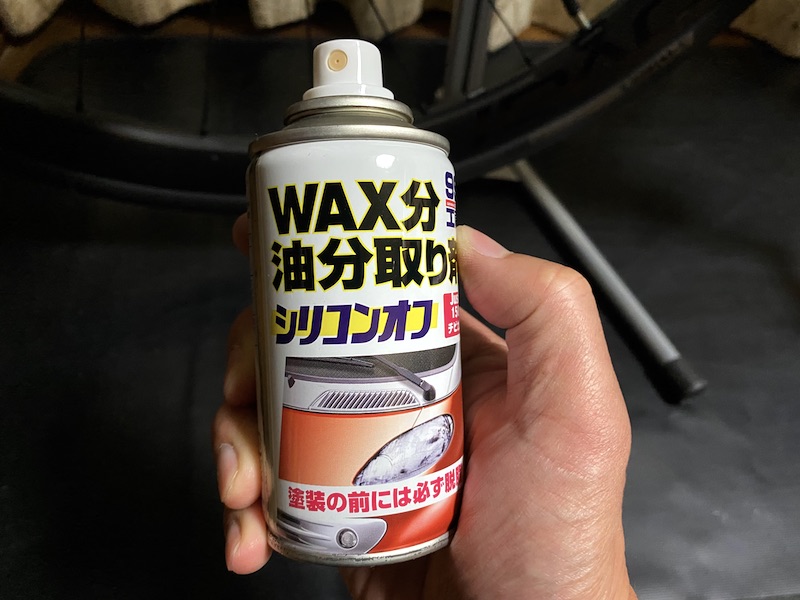 WAX分
油分取り剤
シリコンオフ
塗装の前には必ず脱